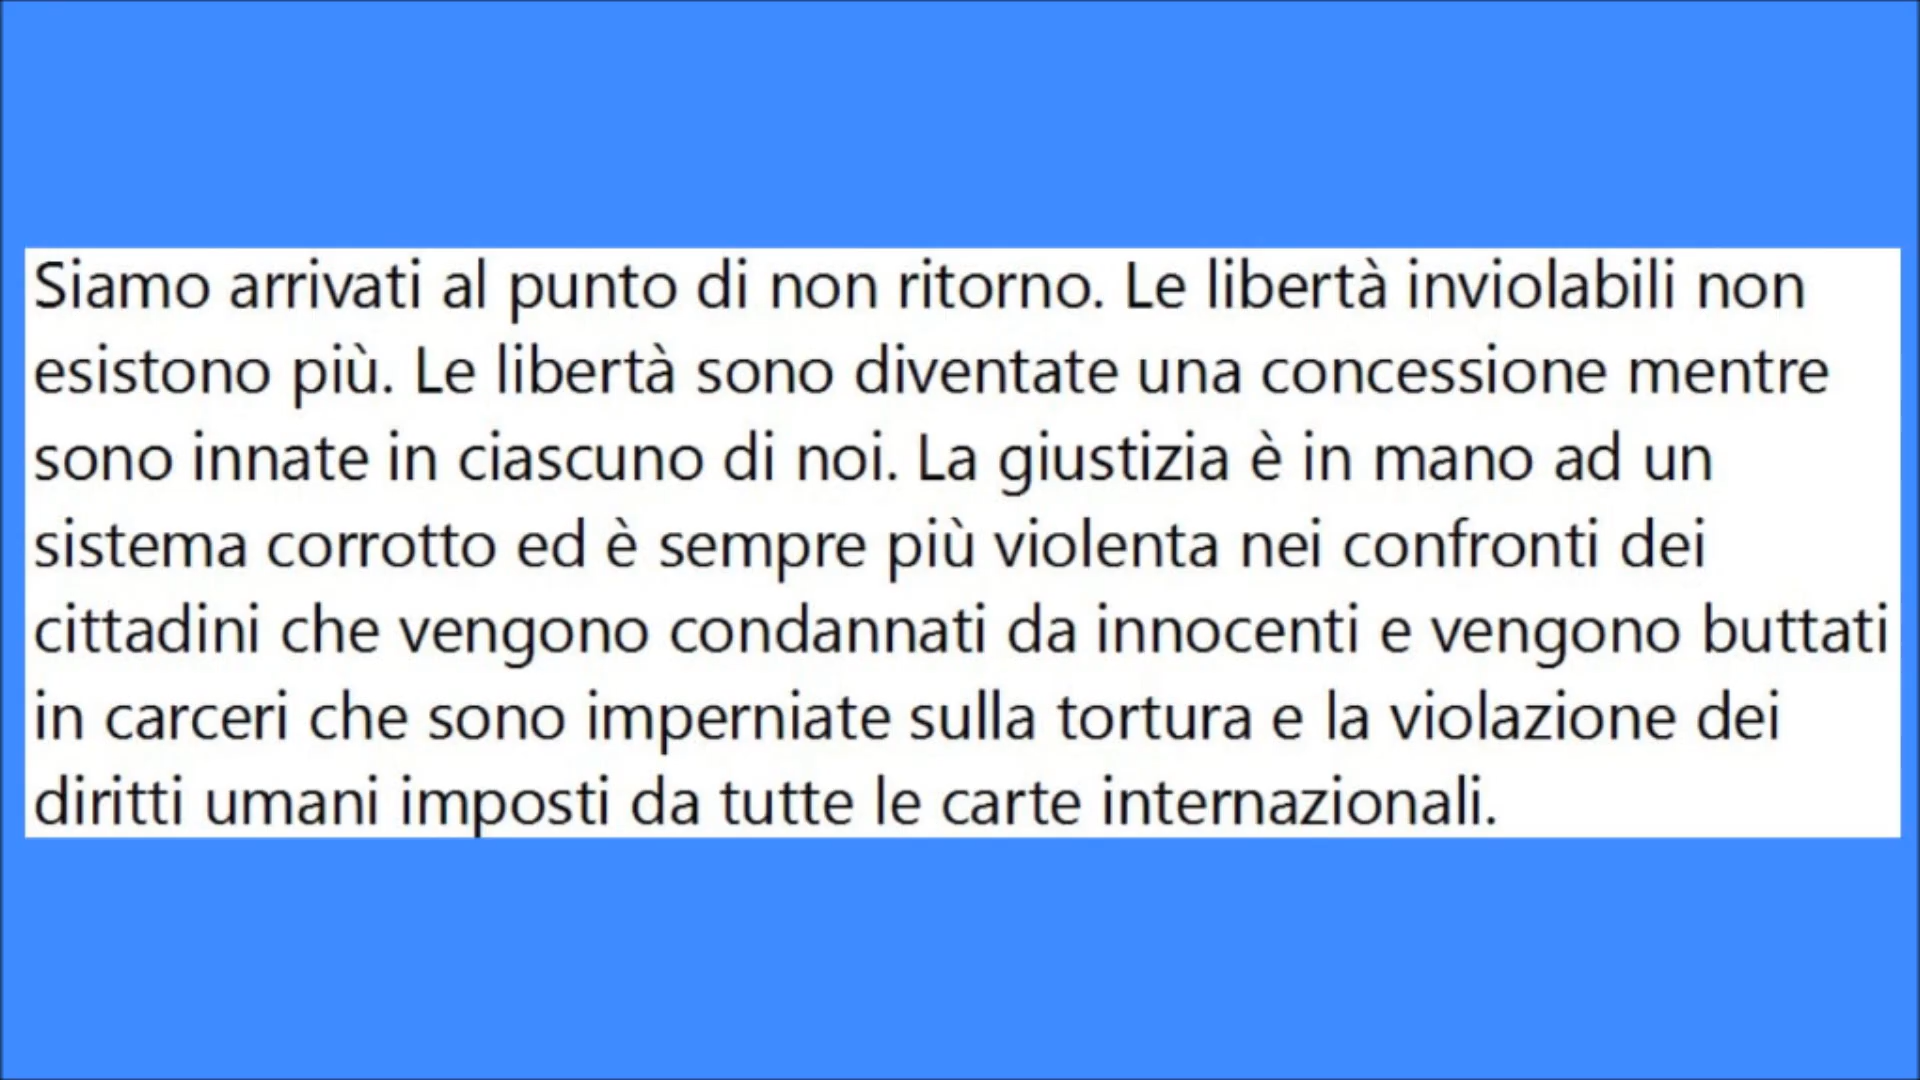 Siamo arrivati al punto di non ritorno. Le libertà inviolabili non
esistono più. Le libertà sono diventate una concessione mentre
sono innate in ciascuno di noi. La giustizia è in mano ad un
sistema corrotto ed è sempre più violenta nei confronti dei
cittadini che vengono condannati da innocenti e vengono buttati
in carceri che sono imperniate sulla tortura e la violazione dei
diritti umani imposti da tutte le carte internazionali.